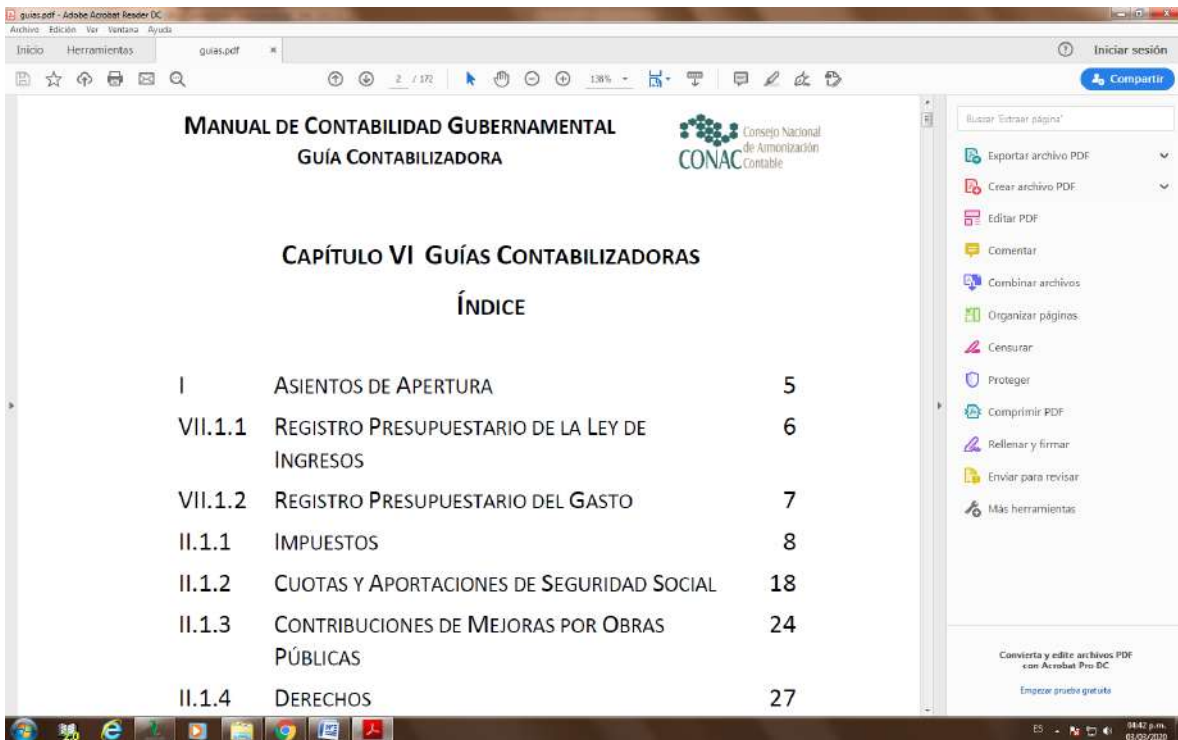 guias.pdf - Adobe Acrobat Reader DC
Archivo Edición Ver Ventana Ayuda
Inicio Herramientas guias.pdf × Iniciar sesión
2 / 172 138% Compartir
MANUAL DE CONTABILIDAD GUBERNAMENTAL
GUÍA CONTABILIZADORA
CONAC
Consejo Nacional
de Armonización
Contable
CAPÍTULO VI GUÍAS CONTABILIZADORAS
ÍNDICE
I ASIENTOS DE APERTURA 5
VII.1.1 REGISTRO PRESUPUESTARIO DE LA LEY DE
INGRESOS 6
VII.1.2 REGISTRO PRESUPUESTARIO DEL GASTO 7
II.1.1 IMPUESTOS 8
II.1.2 CUOTAS Y APORTACIONES DE SEGURIDAD SOCIAL 18
II.1.3 CONTRIBUCIONES DE MEJORAS POR OBRAS
PÚBLICAS 24
II.1.4 DERECHOS 27
Buscar 'Extraer página'
Exportar archivo PDF
Crear archivo PDF
Editar PDF
Comentar
Combinar archivos
Organizar páginas
Censurar
Proteger
Comprimir PDF
Rellenar y firmar
Enviar para revisar
Más herramientas
Convierta y edite archivos PDF
con Acrobat Pro DC
Empezar prueba gratuita
ES
04:42 p.m.
03/03/2020